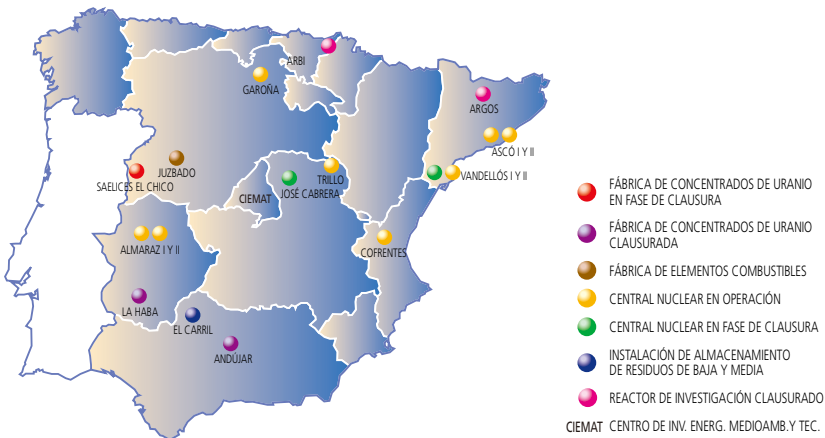 ARBI
GAROÑA
ARGOS
ASCÓ I Y II
VANDELLÒS I Y II
JUZBADO
SAELICES EL CHICO
TRILLO
JOSÉ CABRERA
CIEMAT
ALMARAZ I Y II
COFRENTES
LA HABA
EL CARRIL
ANDÚJAR
FÁBRICA DE CONCENTRADOS DE URANIO
EN FASE DE CLAUSURA
FÁBRICA DE CONCENTRADOS DE URANIO
CLAUSURADA
FÁBRICA DE ELEMENTOS COMBUSTIBLES
CENTRAL NUCLEAR EN OPERACIÓN
CENTRAL NUCLEAR EN FASE DE CLAUSURA
INSTALACIÓN DE ALMACENAMIENTO
DE RESIDUOS DE BAJA Y MEDIA
REACTOR DE INVESTIGACIÓN CLAUSURADO
CIEMAT CENTRO DE INV. ENERG. MEDIOAMB.Y TEC.